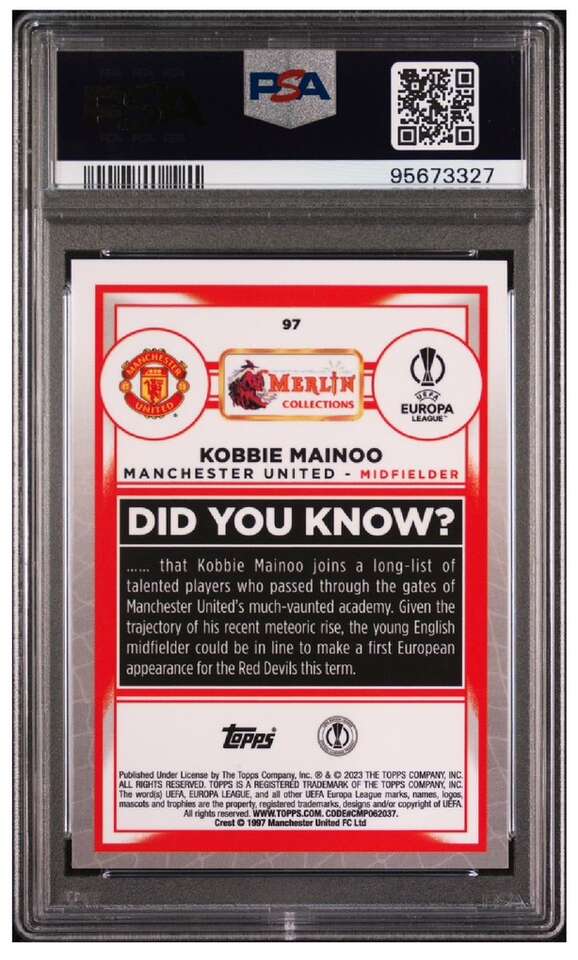 PSA
95673327
97
MANCHESTER
UNITED
MERLIN
COLLECTIONS
UEFA
EUROPA
LEAGUE™
KOBBIE MAINOO
MANCHESTER UNITED - MIDFIELDER
DID YOU KNOW?
...... that Kobbie Mainoo joins a long-list of
talented players who passed through the gates of
Manchester United's much-vaunted academy. Given the
trajectory of his recent meteoric rise, the young English
midfielder could be in line to make a first European
appearance for the Red Devils this term.
Topps
Published Under License by The Topps Company, Inc. ® & © 2023 THE TOPPS COMPANY, INC.
ALL RIGHTS RESERVED. TOPPS IS A REGISTERED TRADEMARK OF THE TOPPS COMPANY, INC.
The word(s) UEFA, EUROPA LEAGUE, and all other UEFA Europa League marks, names, logos,
mascots and trophies are the property, registered trademarks, designs and/or copyright of UEFA.
All rights reserved. WWW.TOPPS.COM. CODE#CMP062037.
Crest © 1997 Manchester United FC Ltd